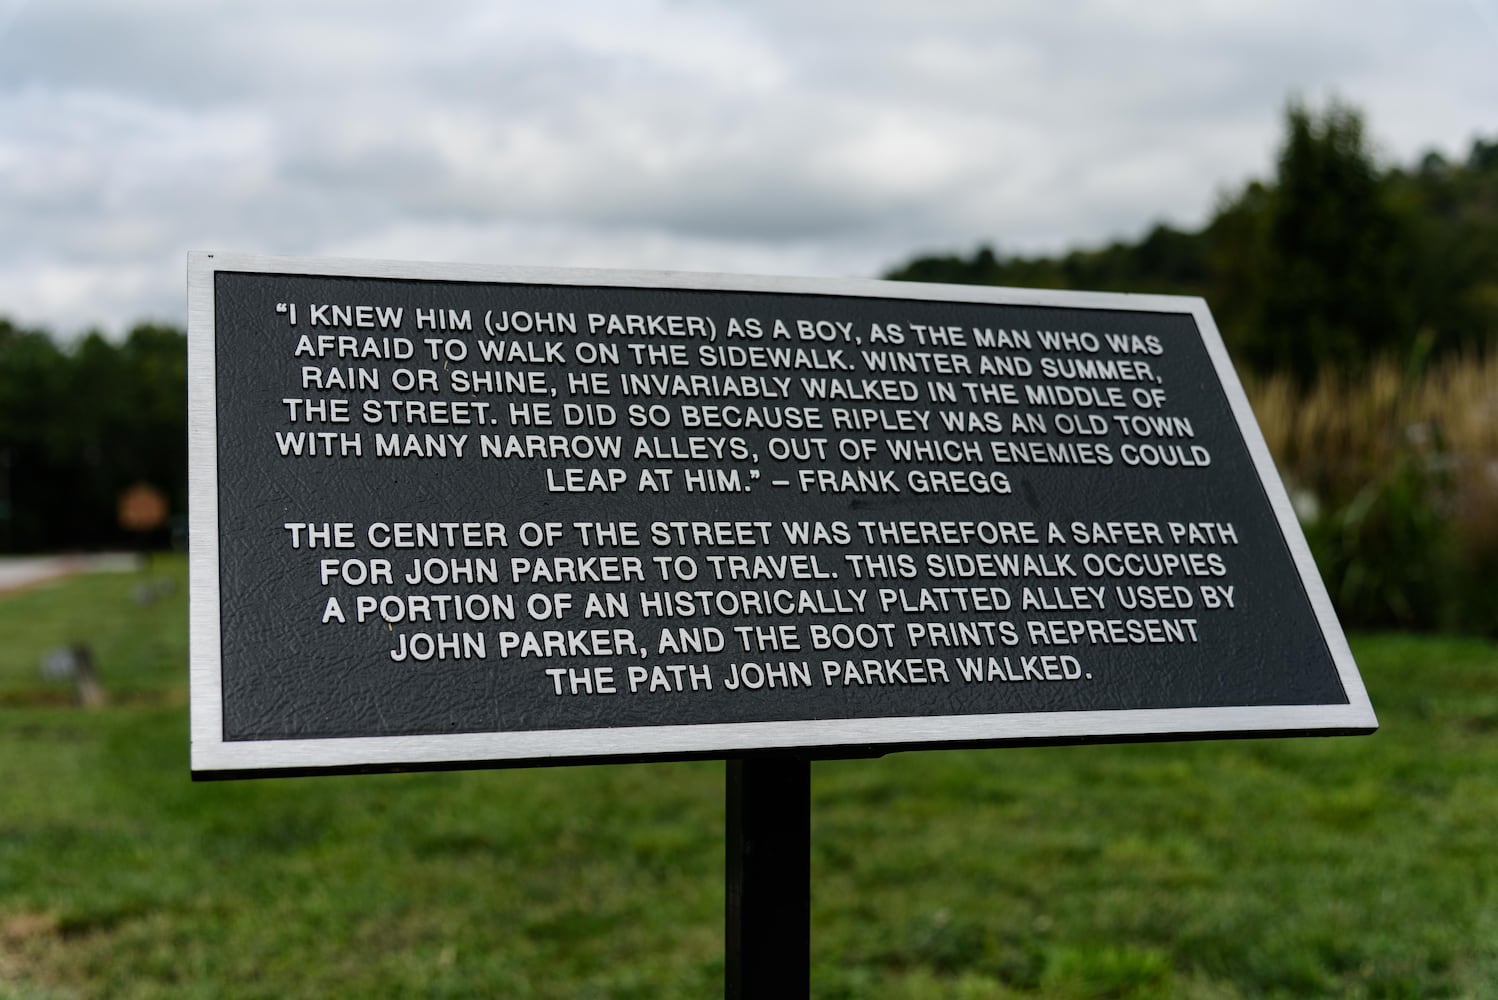 “I KNEW HIM (JOHN PARKER) AS A BOY, AS THE MAN WHO WAS
AFRAID TO WALK ON THE SIDEWALK. WINTER AND SUMMER,
RAIN OR SHINE, HE INVARIABLY WALKED IN THE MIDDLE OF
THE STREET. HE DID SO BECAUSE RIPLEY WAS AN OLD TOWN
WITH MANY NARROW ALLEYS, OUT OF WHICH ENEMIES COULD
LEAP AT HIM.” – FRANK GREGG
THE CENTER OF THE STREET WAS THEREFORE A SAFER PATH
FOR JOHN PARKER TO TRAVEL. THIS SIDEWALK OCCUPIES
A PORTION OF AN HISTORICALLY PLATTED ALLEY USED BY
JOHN PARKER, AND THE BOOT PRINTS REPRESENT
THE PATH JOHN PARKER WALKED.